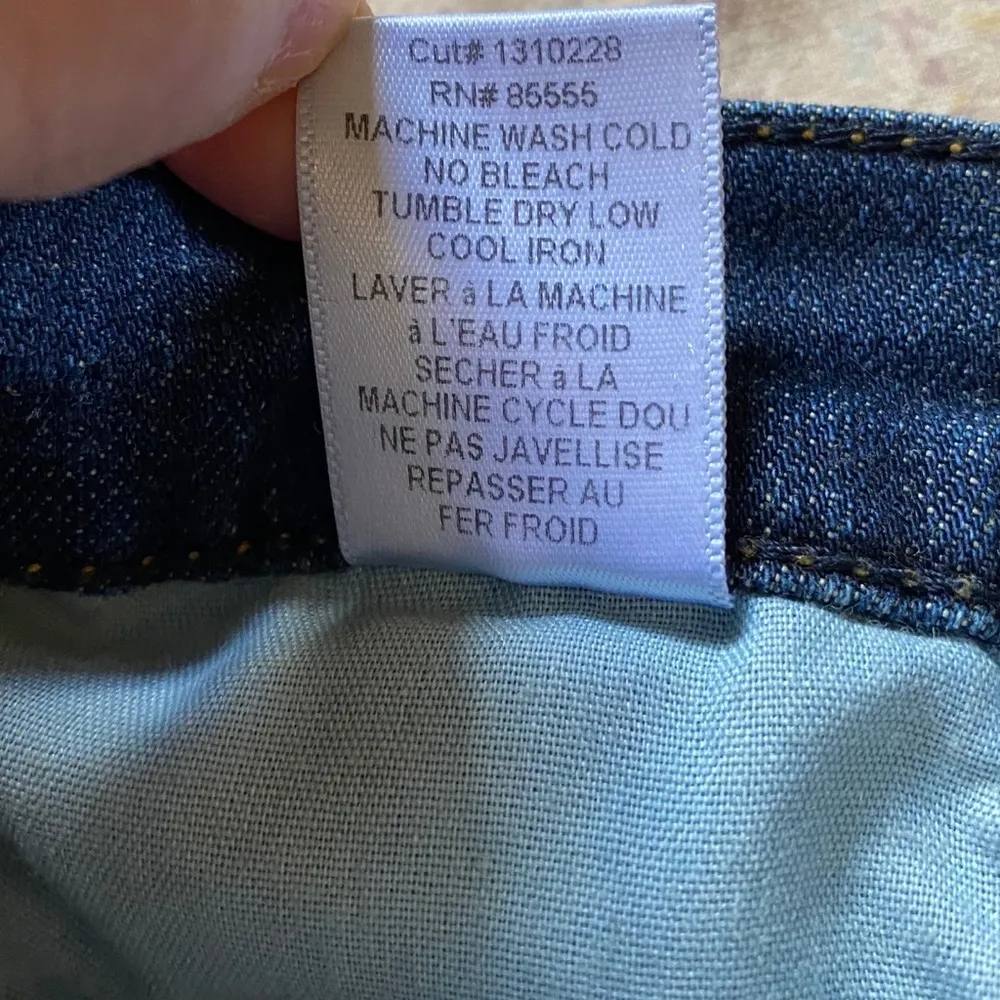 Cut# 1310228
RN# 85555
MACHINE WASH COLD
NO BLEACH
TUMBLE DRY LOW
COOL IRON
LAVER à LA MACHINE
à L'EAU FROID
SECHER à LA
MACHINE CYCLE DOU
NE PAS JAVELLISE
REPASSER AU
FER FROID